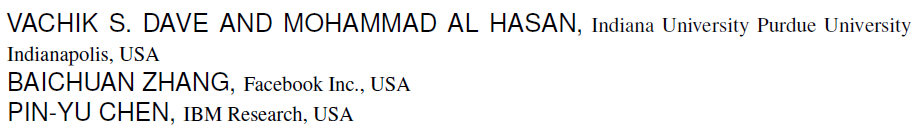 VACHIK S. DAVE AND MOHAMMAD AL HASAN, Indiana University Purdue University
Indianapolis, USA
BAICHUAN ZHANG, Facebook Inc., USA
PIN-YU CHEN, IBM Research, USA